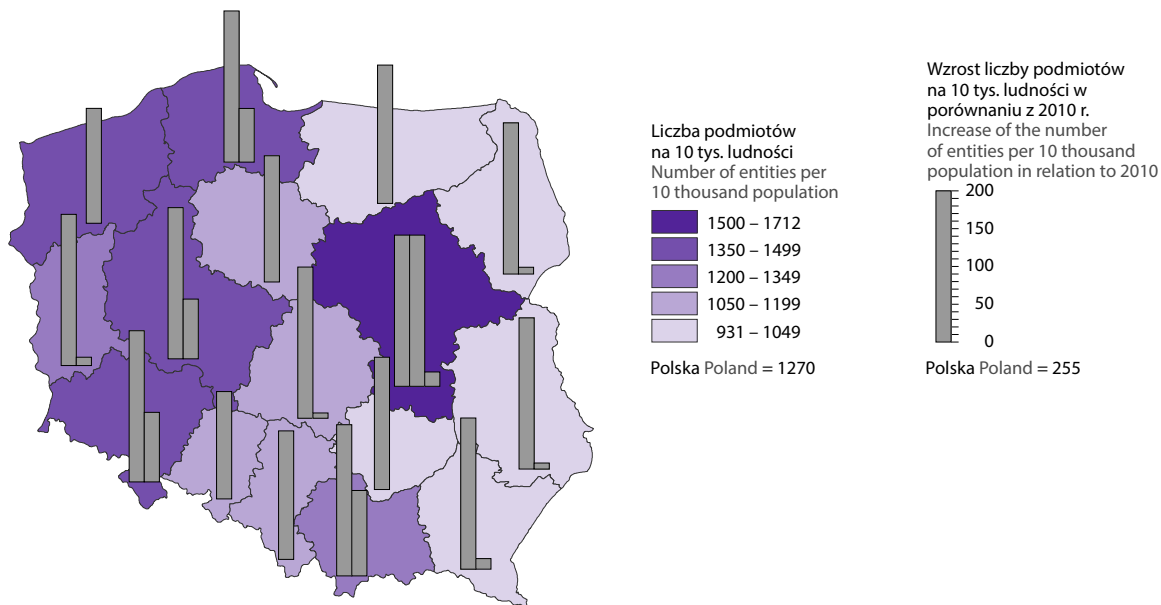 Liczba podmiotów
na 10 tys. ludności
Number of entities per
10 thousand population
1500 – 1712
1350 – 1499
1200 – 1349
1050 – 1199
931 – 1049
Polska Poland = 1270
Wzrost liczby podmiotów
na 10 tys. ludności w
porównaniu z 2010 r.
Increase of the number
of entities per 10 thousand
population in relation to 2010
200
150
100
50
0
Polska Poland = 255